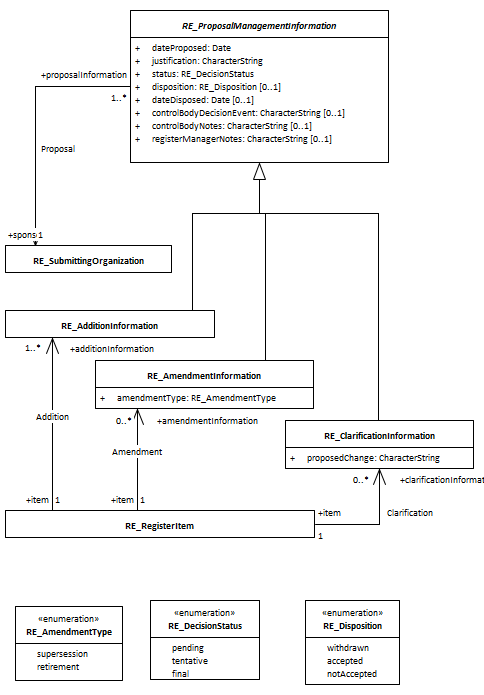 RE_ProposalManagementInformation
+ dateProposed: Date
+ justification: CharacterString
+ status: RE_DecisionStatus
+ disposition: RE_Disposition [0..1]
+ dateDisposed: Date [0..1]
+ controlBodyDecisionEvent: CharacterString [0..1]
+ controlBodyNotes: CharacterString [0..1]
+ registerManagerNotes: CharacterString [0..1]
+proposalInformation
1..*
Proposal
+spons 1
RE_SubmittingOrganization
RE_AdditionInformation
1..* +additionInformation
RE_AmendmentInformation
+ amendmentType: RE_AmendmentType
0..* +amendmentInformation
RE_ClarificationInformation
+ proposedChange: CharacterString
0..* +clarificationInformat
Addition
Amendment
+item 1
+item 1
RE_RegisterItem
+item
1
Clarification
«enumeration»
RE_AmendmentType
supersession
retirement
«enumeration»
RE_DecisionStatus
pending
tentative
final
«enumeration»
RE_Disposition
withdrawn
accepted
notAccepted